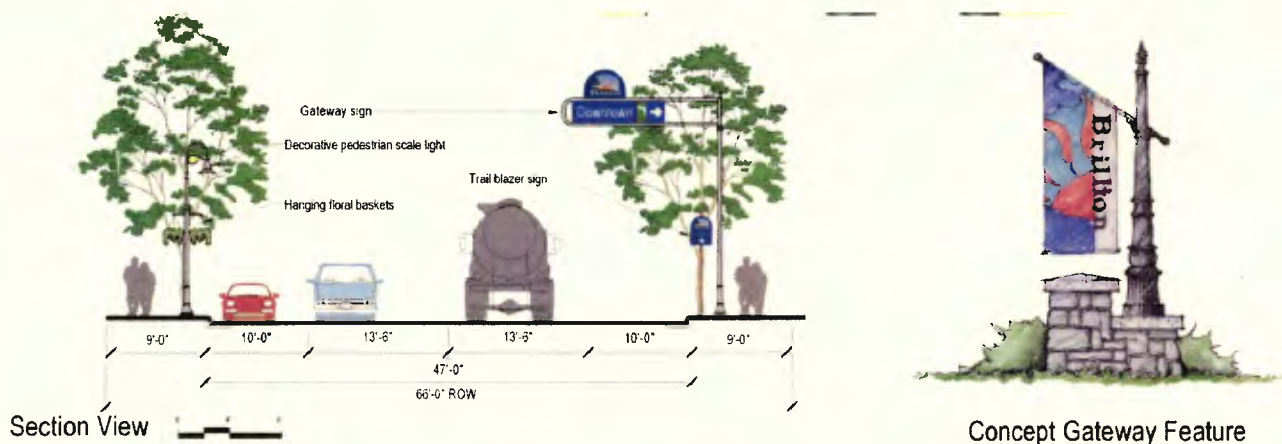 Gateway sign
Downtown
Decorative pedestrian scale light
Trail blazer sign
Hanging floral baskets
9'-0" 10'-0" 13'-6" 13'-6" 10'-0" 9'-0"
47'-0"
66'-0" ROW
Section View
Brillion
Concept Gateway Feature